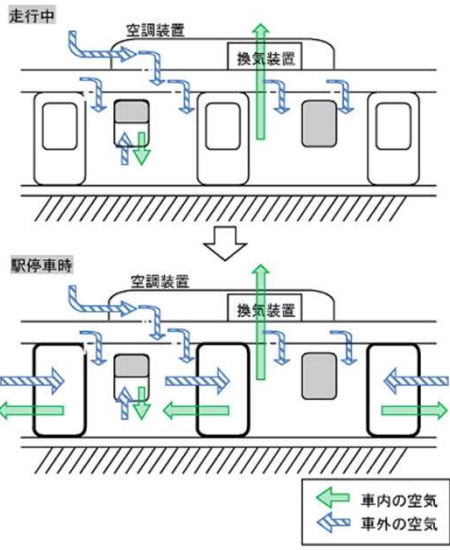 走行中
空調装置
換気装置
駅停車時
空調装置
換気装置
車内の空気
車外の空気